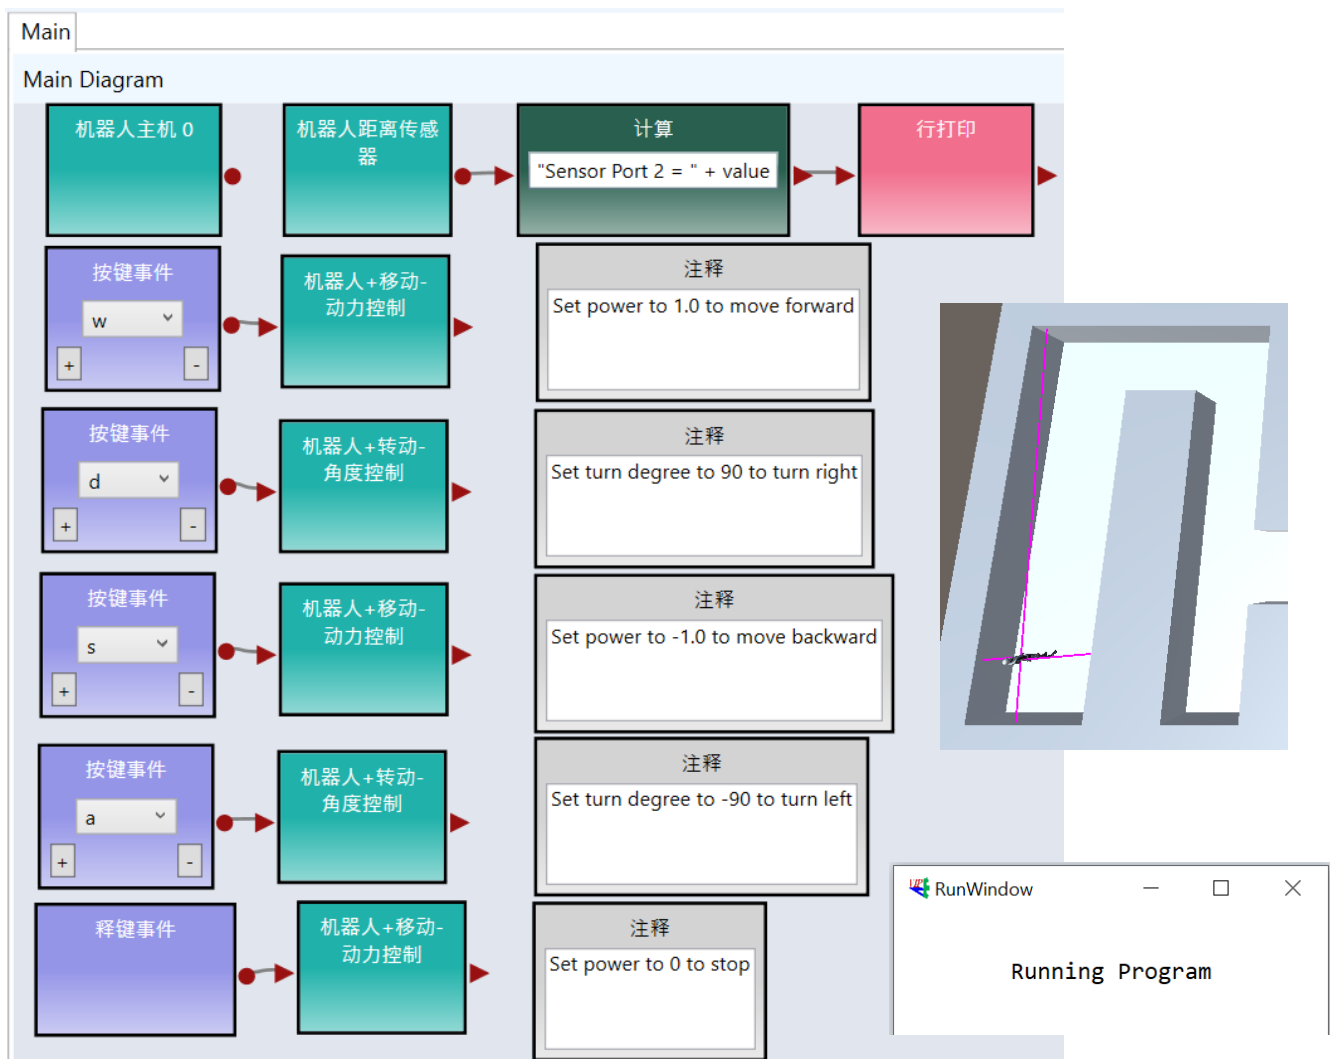 Main
Main Diagram
机器人主机 0
机器人距离传感
器
计算
"Sensor Port 2 = " + value
行打印
按键事件
w
+
-
机器人+移动-
动力控制
注释
Set power to 1.0 to move forward
按键事件
d
+
-
机器人+转动-
角度控制
注释
Set turn degree to 90 to turn right
按键事件
s
+
-
机器人+移动-
动力控制
注释
Set power to -1.0 to move backward
按键事件
a
+
-
机器人+转动-
角度控制
注释
Set turn degree to -90 to turn left
释键事件
机器人+移动-
动力控制
注释
Set power to 0 to stop
RunWindow
Running Program